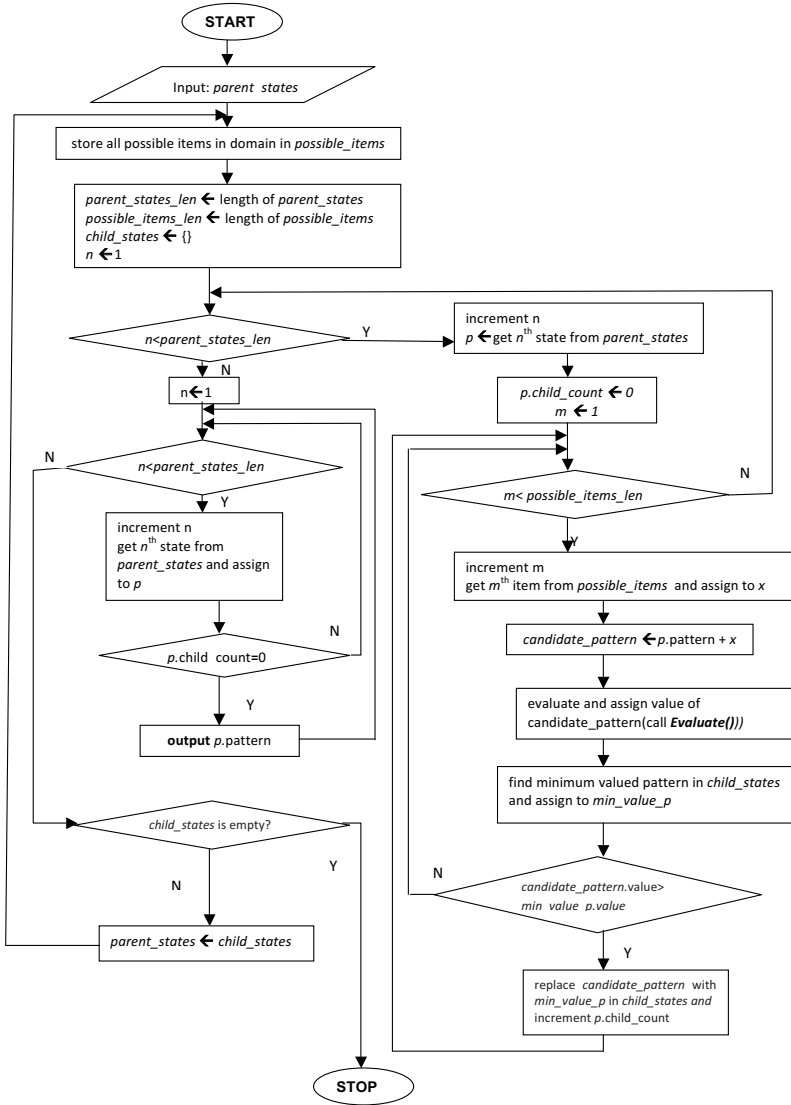 START
Input: parent states
store all possible items in domain in possible_items
parent_states_len ← length of parent_states
possible_items_len ← length of possible_items
child_states ← {}
n ← 1
n<parent_states_len
Y
N
increment n
p ← get nth state from parent_states
n ← 1
p.child_count ← 0
m ← 1
N
n<parent_states_len
Y
N
m< possible_items_len
Y
increment n
get nth state from
parent_states and assign
to p
increment m
get mth item from possible_items and assign to x
N
p.child count=0
Y
candidate_pattern ← p.pattern + x
output p.pattern
evaluate and assign value of
candidate_pattern(call Evaluate()))
find minimum valued pattern in child_states
and assign to min_value_p
child_states is empty?
Y
N
N
candidate_pattern.value>
min value p.value
Y
parent_states ← child_states
replace candidate_pattern with
min_value_p in child_states and
increment p.child_count
STOP